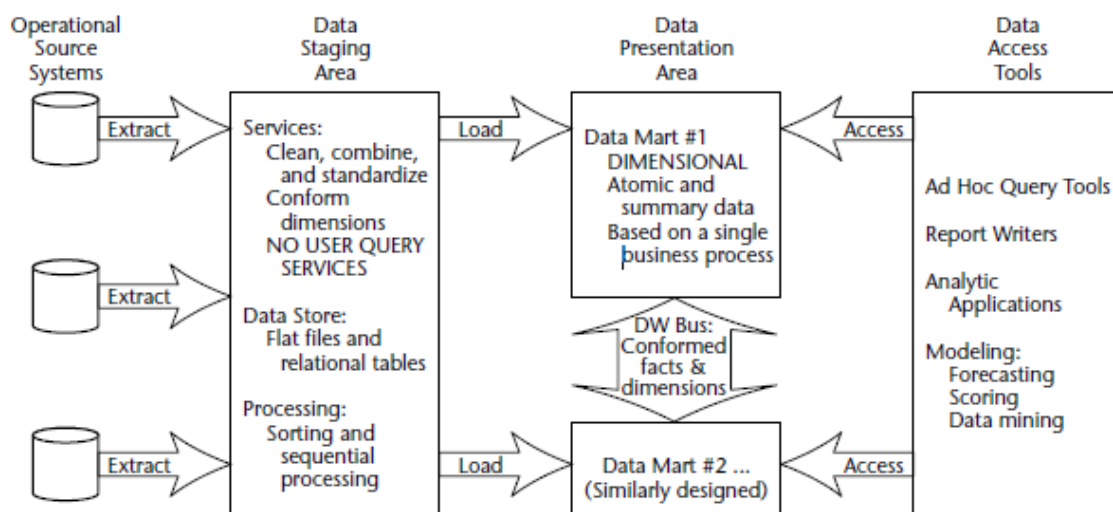 Operational
Source
Systems
Data
Staging
Area
Data
Presentation
Area
Data
Access
Tools
Extract
Extract
Extract
Services:
Clean, combine,
and standardize
Conform
dimensions
NO USER QUERY
SERVICES
Data Store:
Flat files and
relational tables
Processing:
Sorting and
sequential
processing
Load
Load
Data Mart #1
DIMENSIONAL
Atomic and
summary data
Based on a single
business process
DW Bus:
Conformed
facts &
dimensions
Data Mart #2 ...
(Similarly designed)
Access
Access
Ad Hoc Query Tools
Report Writers
Analytic
Applications
Modeling:
Forecasting
Scoring
Data mining